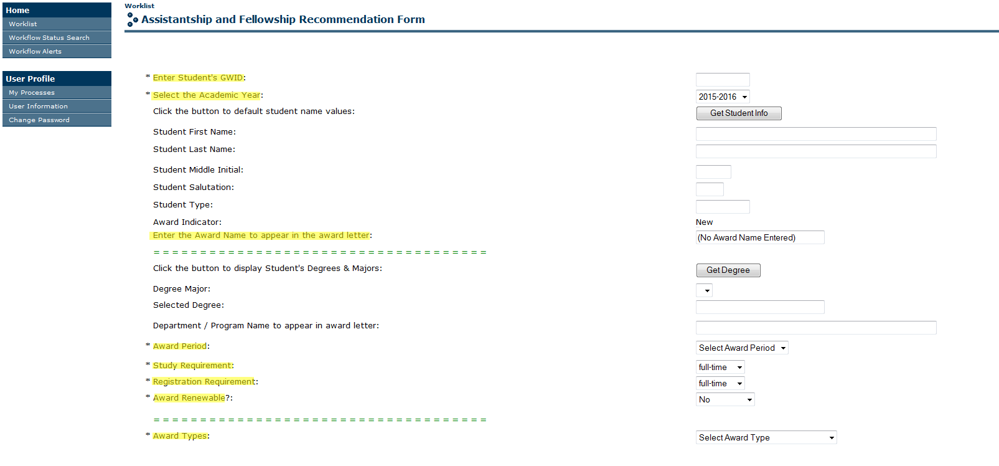 Home
Worklist
Workflow Status Search
Workflow Alerts
User Profile
My Processes
User Information
Change Password
Worklist
Assistantship and Fellowship Recommendation Form
* Enter Student's GWID:
* Select the Academic Year: 2015-2016
Click the button to default student name values: Get Student Info
Student First Name:
Student Last Name:
Student Middle Initial:
Student Salutation:
Student Type:
Award Indicator: New
Enter the Award Name to appear in the award letter: (No Award Name Entered)
= = = = = = = = = = = = = = = = = = = = = = = = = = = = = = = = = = = =
Click the button to display Student's Degrees & Majors: Get Degree
Degree Major:
Selected Degree:
Department / Program Name to appear in award letter:
* Award Period: Select Award Period
* Study Requirement: full-time
* Registration Requirement: full-time
* Award Renewable?: No
= = = = = = = = = = = = = = = = = = = = = = = = = = = = = = = = = = = =
* Award Types: Select Award Type